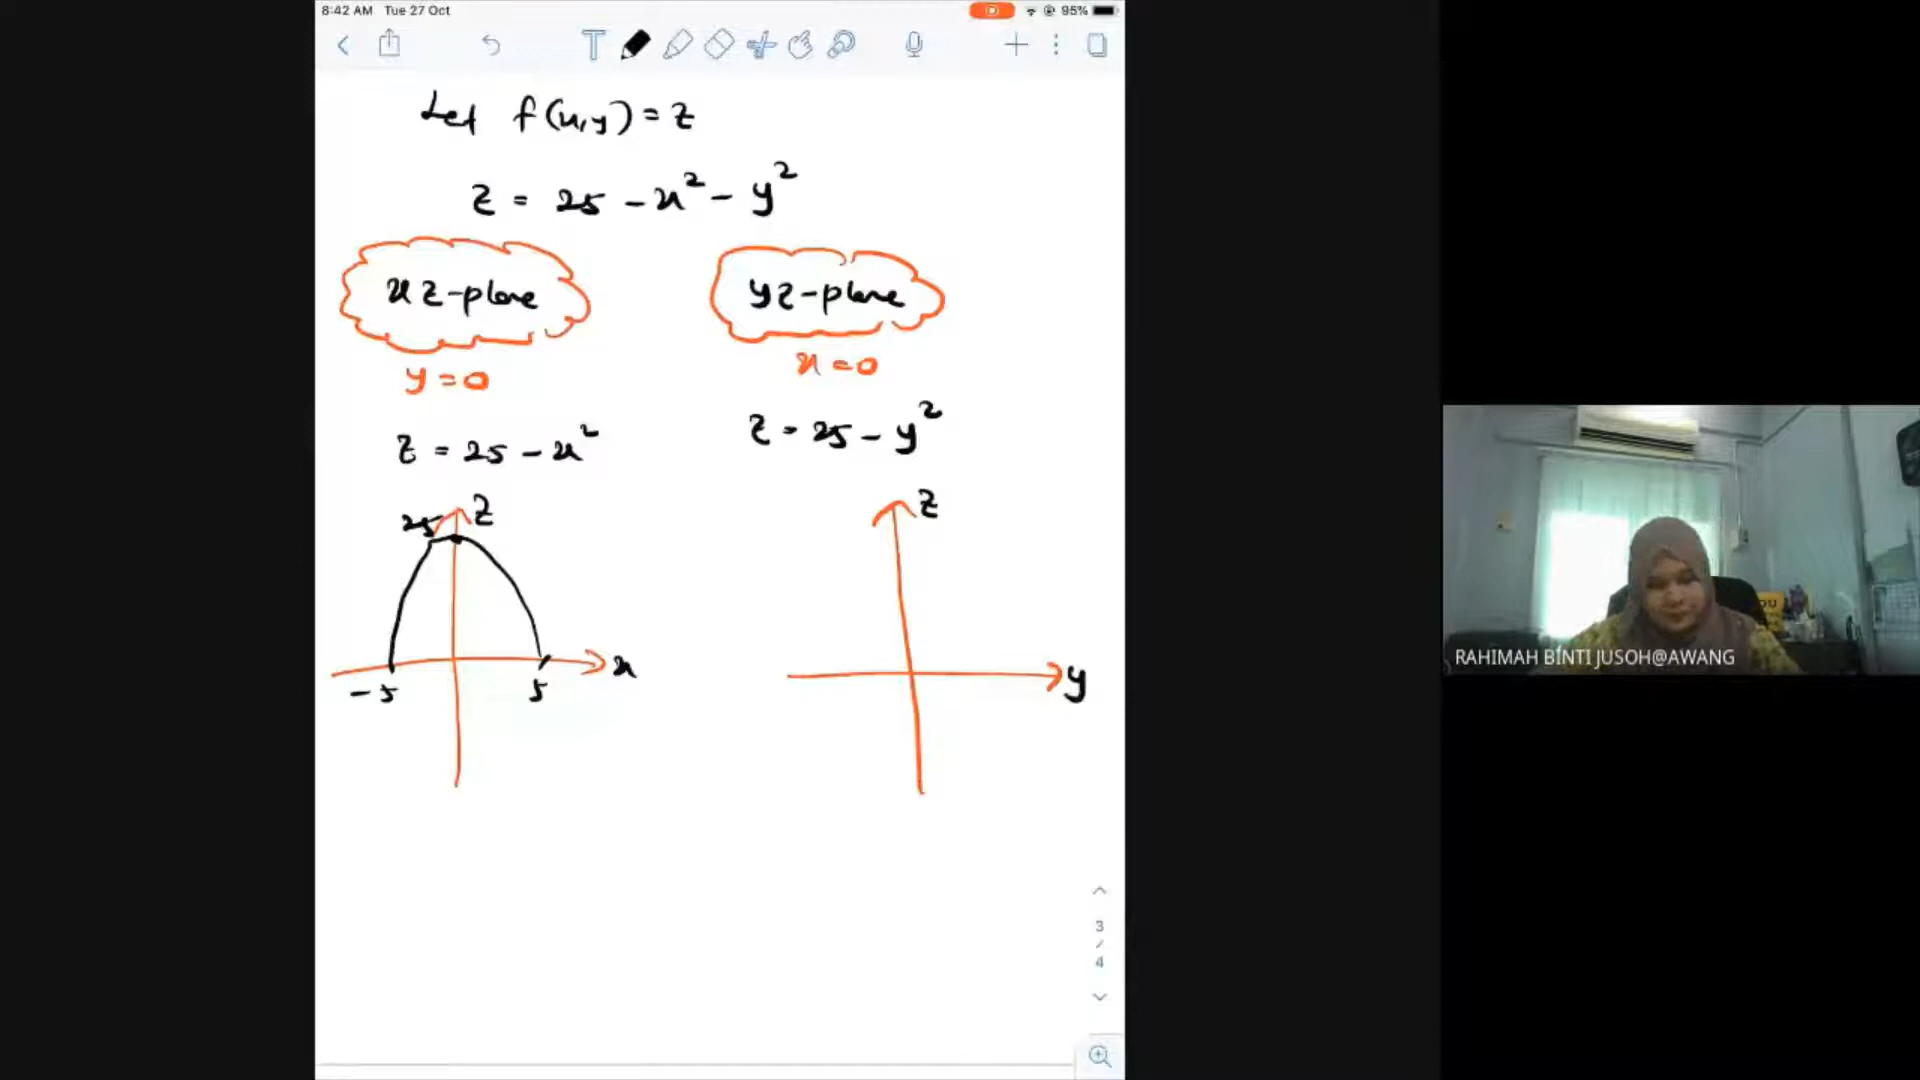 8:42 AM Tue 27 Oct
95%
Let f(x,y) = z
z = 25 - x² - y²
xz-plane
yz-plane
y = 0
x = 0
z = 25 - x²
z = 25 - y²
25 z
z
x
y
-5
5
3
/
4
YOU
RAHIMAH BINTI JUSOH@AWANG